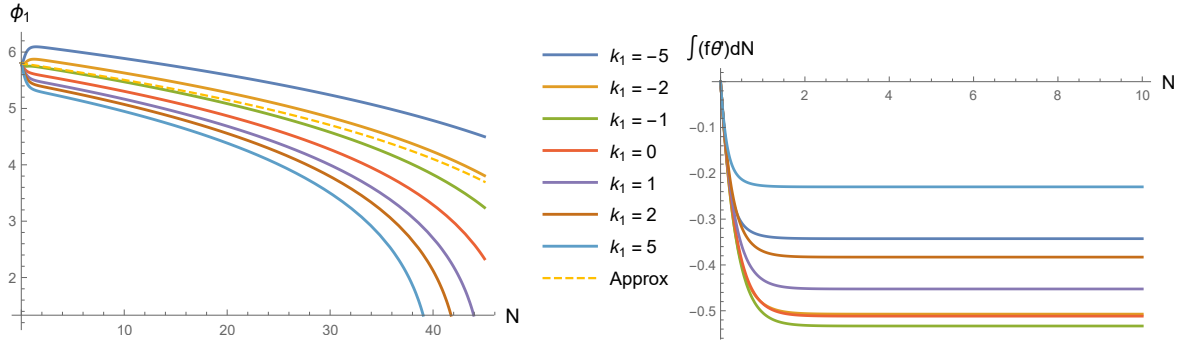 ϕ₁
6
5
4
3
2
10
20
30
40
N
k₁ = −5
k₁ = −2
k₁ = −1
k₁ = 0
k₁ = 1
k₁ = 2
k₁ = 5
Approx
∫(fθ')dN
2
4
6
8
10
N
−0.1
−0.2
−0.3
−0.4
−0.5